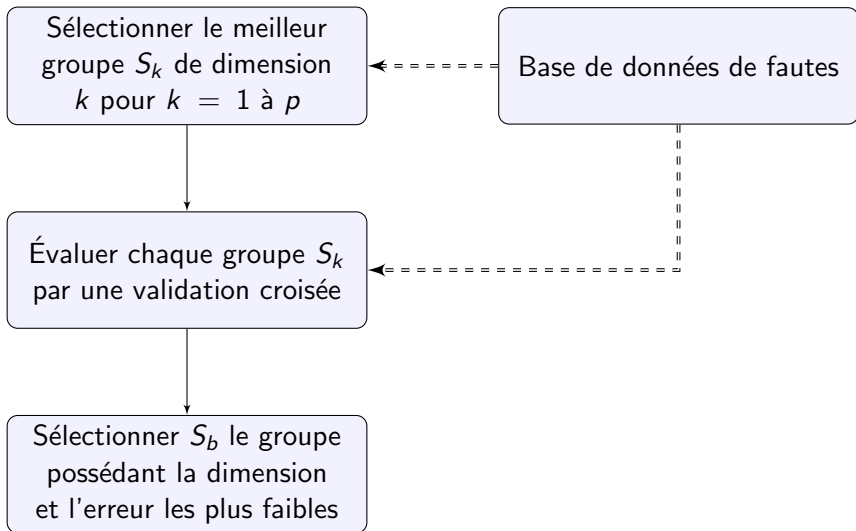 Sélectionner le meilleur
groupe S_k de dimension
k pour k = 1 à p
Base de données de fautes
Évaluer chaque groupe S_k
par une validation croisée
Sélectionner S_b le groupe
possédant la dimension
et l'erreur les plus faibles